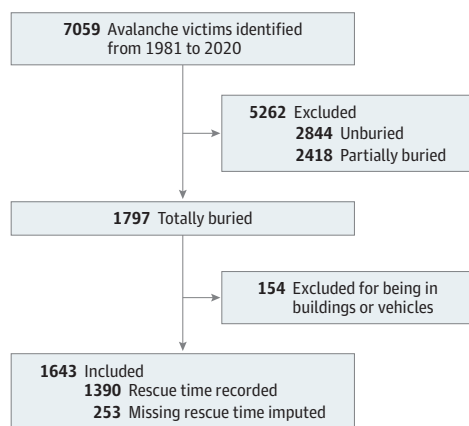 7059 Avalanche victims identified
from 1981 to 2020
5262 Excluded
2844 Unburied
2418 Partially buried
1797 Totally buried
154 Excluded for being in
buildings or vehicles
1643 Included
1390 Rescue time recorded
253 Missing rescue time imputed